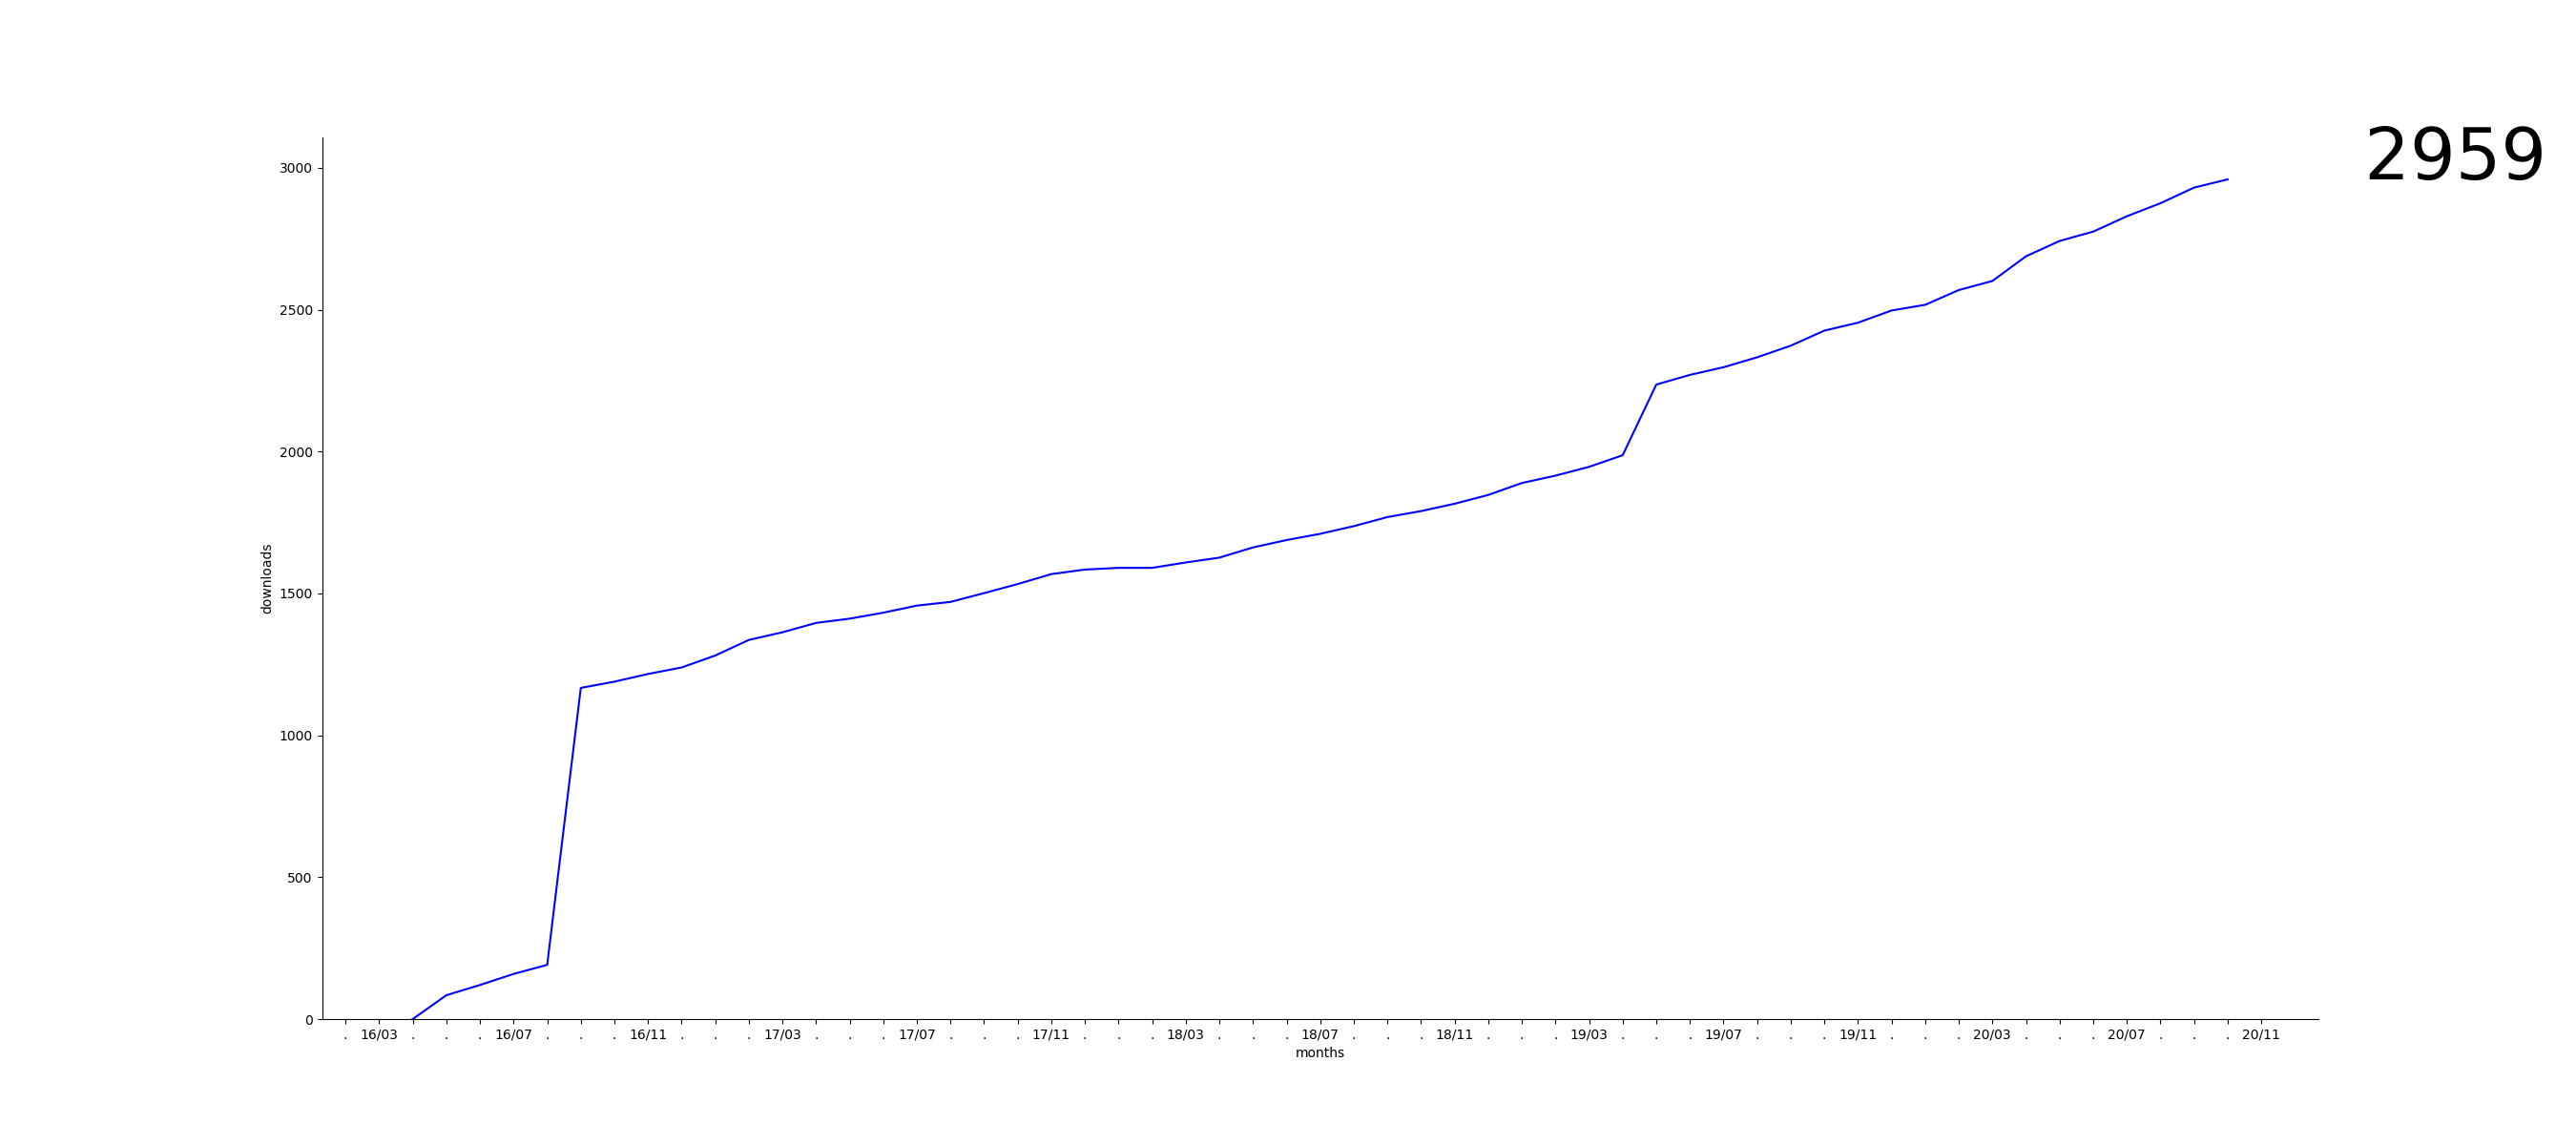 2959
3000
2500
2000
1500
1000
500
0
downloads
. 16/03 . . . 16/07 . . . 16/11 . . . 17/03 . . . 17/07 . . . 17/11 . . . 18/03 . . . 18/07 . . . 18/11 . . . 19/03 . . . 19/07 . . . 19/11 . . . 20/03 . . . 20/07 . . . 20/11
months